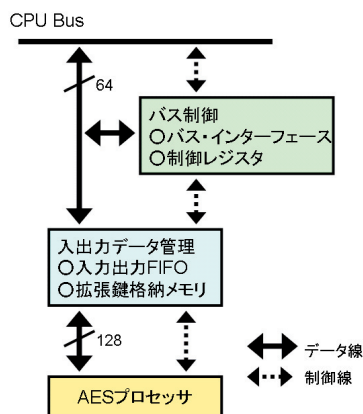 CPU Bus
64
バス制御
○バス・インターフェース
○制御レジスタ
入出力データ管理
○入力出力FIFO
○拡張鍵格納メモリ
128
データ線
制御線
AESプロセッサ